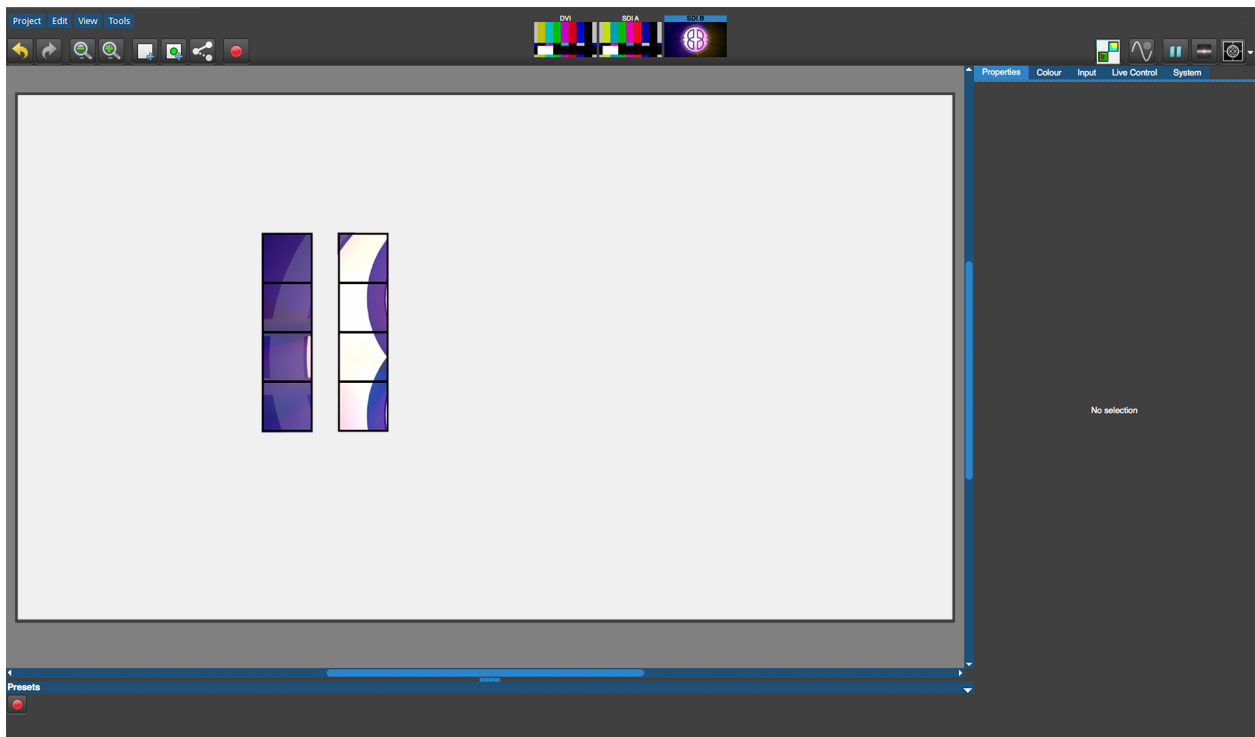 Project Edit View Tools
DVI SDI A SDI B
Properties Colour Input Live Control System
No selection
Presets